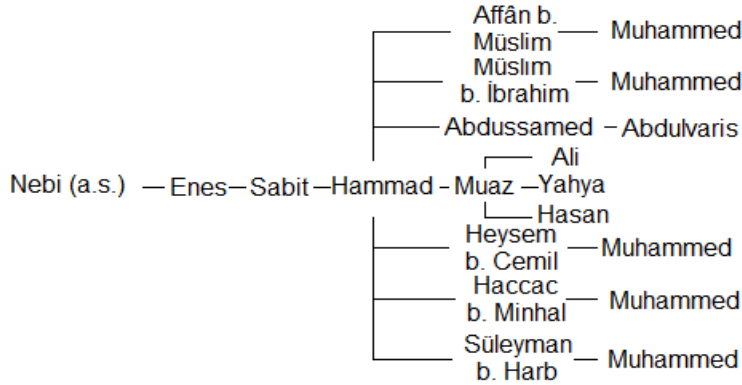 Affân b.
Müslim
Muhammed
Müslım
b. İbrahim
Muhammed
Abdussamed
Abdulvaris
Ali
Nebi (a.s.) Enes Sabit Hammad Muaz Yahya
Hasan
Heysem
b. Cemil
Muhammed
Haccac
b. Minhal
Muhammed
Süleyman
b. Harb
Muhammed